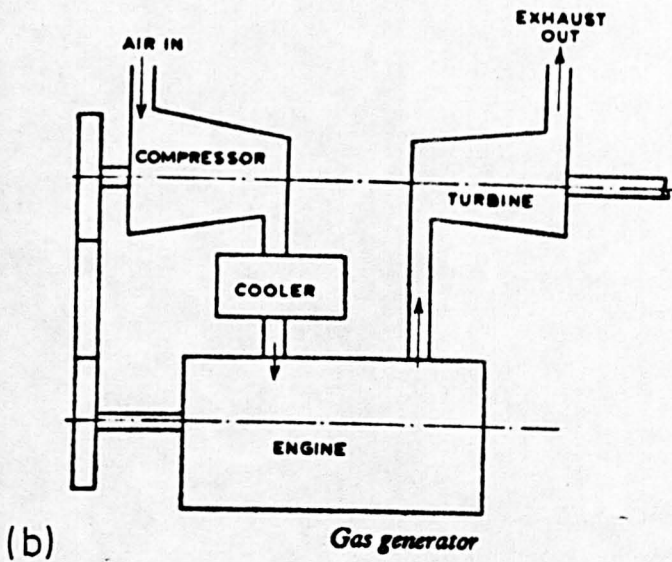 EXHAUST
OUT
AIR IN
COMPRESSOR
TURBINE
COOLER
ENGINE
(b)
Gas generator